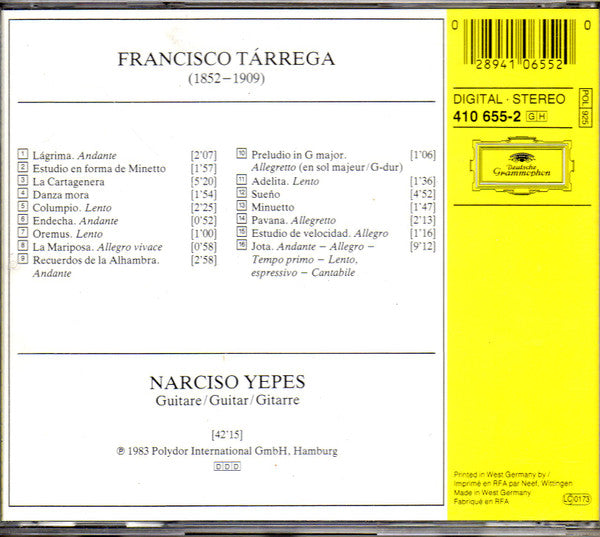 FRANCISCO TÁRREGA
(1852–1909)
1 Lágrima. Andante [2'07]
2 Estudio en forma de Minetto [1'57]
3 La Cartagenera [5'20]
4 Danza mora [1'54]
5 Columpio. Lento [2'25]
6 Endecha. Andante [0'52]
7 Oremus. Lento [1'00]
8 La Mariposa. Allegro vivace [0'58]
9 Recuerdos de la Alhambra. [2'58]
Andante
10 Preludio in G major. [1'06]
Allegretto (en sol majeur/G-dur)
11 Adelita. Lento [1'36]
12 Sueño [4'52]
13 Minuetto [1'47]
14 Pavana. Allegretto [2'13]
15 Estudio de velocidad. Allegro [1'16]
16 Jota. Andante – Allegro – [9'12]
Tempo primo – Lento,
espressivo – Cantabile
NARCISO YEPES
Guitare/Guitar/Gitarre
[42'15]
℗ 1983 Polydor International GmbH, Hamburg
DDD
0 0
28941 06552 0
DIGITAL · STEREO
410 655-2 GH
POL 925
Deutsche
Grammophon
Printed in West Germany by/
Imprimé en RFA par Neef, Wittingen
Made in West Germany
Fabriqué en RFA
LC 0173